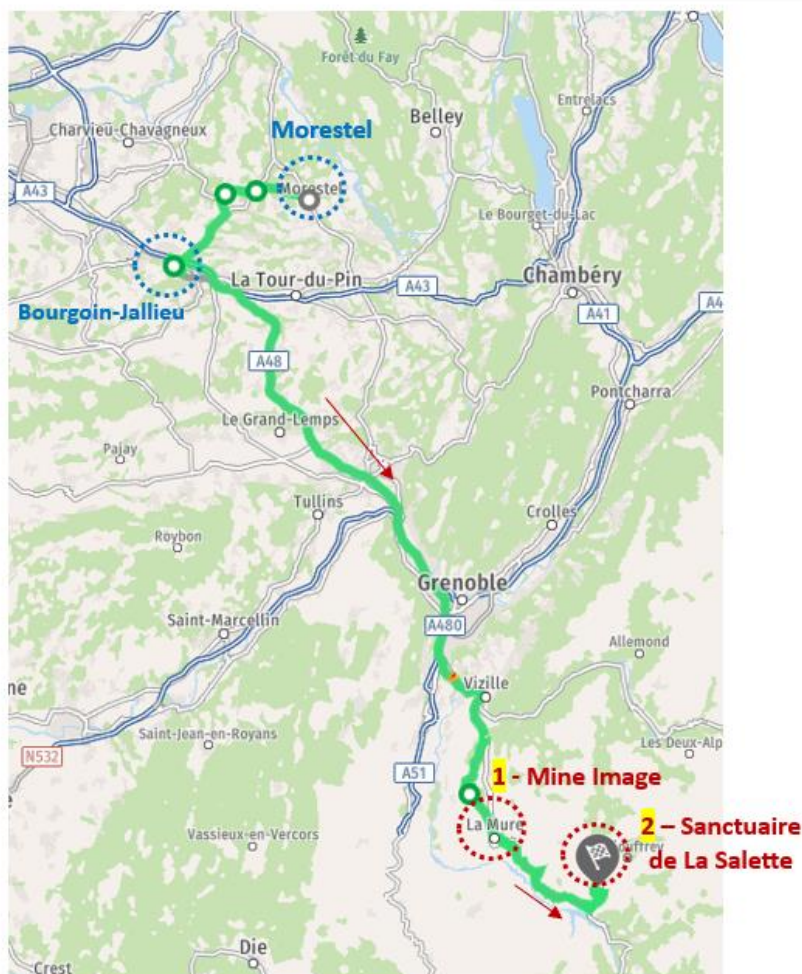 Forêt du Fay
Entrelacs
Charvieu-Chavagneux
Morestel
Belley
A43
Morestel
Le Bourget-du-Lac
La Tour-du-Pin
A43
Chambéry
Bourgoin-Jallieu
A41
A48
Pontcharra
Le Grand-Lemps
Pajay
Tullins
Crolles
Roybon
Grenoble
A480
Saint-Marcellin
Allemond
Vizille
Saint-Jean-en-Royans
Les Deux-Alp
N532
A51
1 - Mine Image
La Mure
2 – Sanctuaire
de La Salette
Vassieux-en-Vercors
Die
Crest